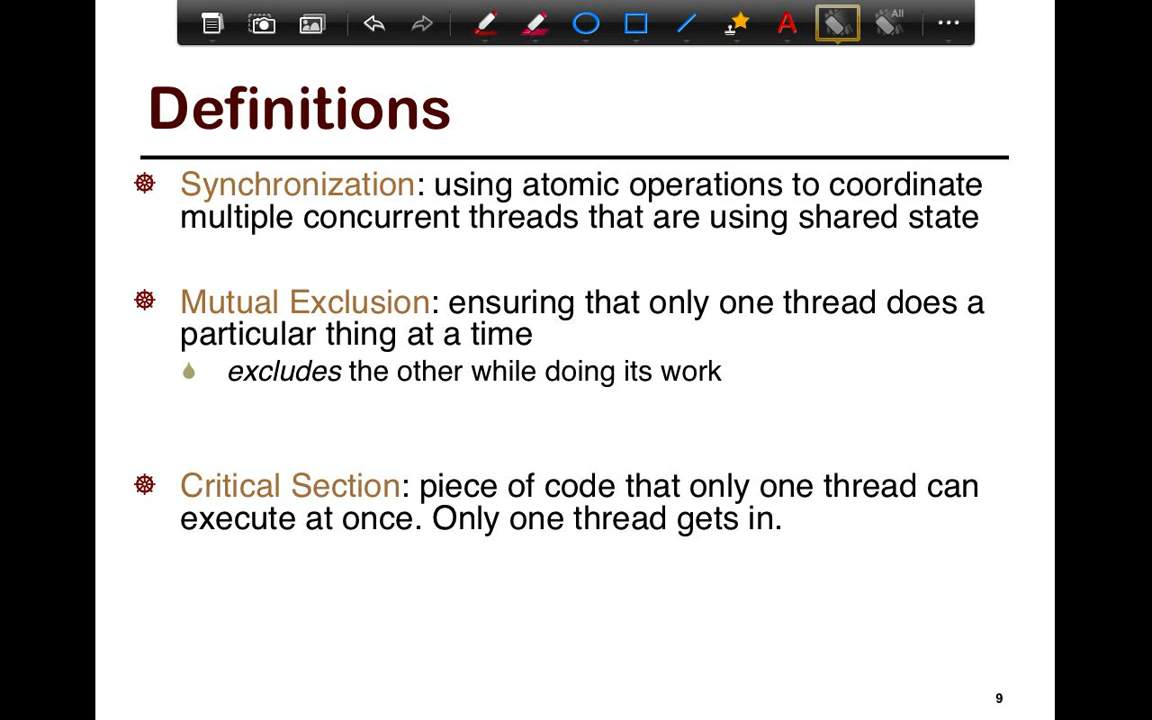 A
All
Definitions
Synchronization: using atomic operations to coordinate
multiple concurrent threads that are using shared state
Mutual Exclusion: ensuring that only one thread does a
particular thing at a time
excludes the other while doing its work
Critical Section: piece of code that only one thread can
execute at once. Only one thread gets in.
9